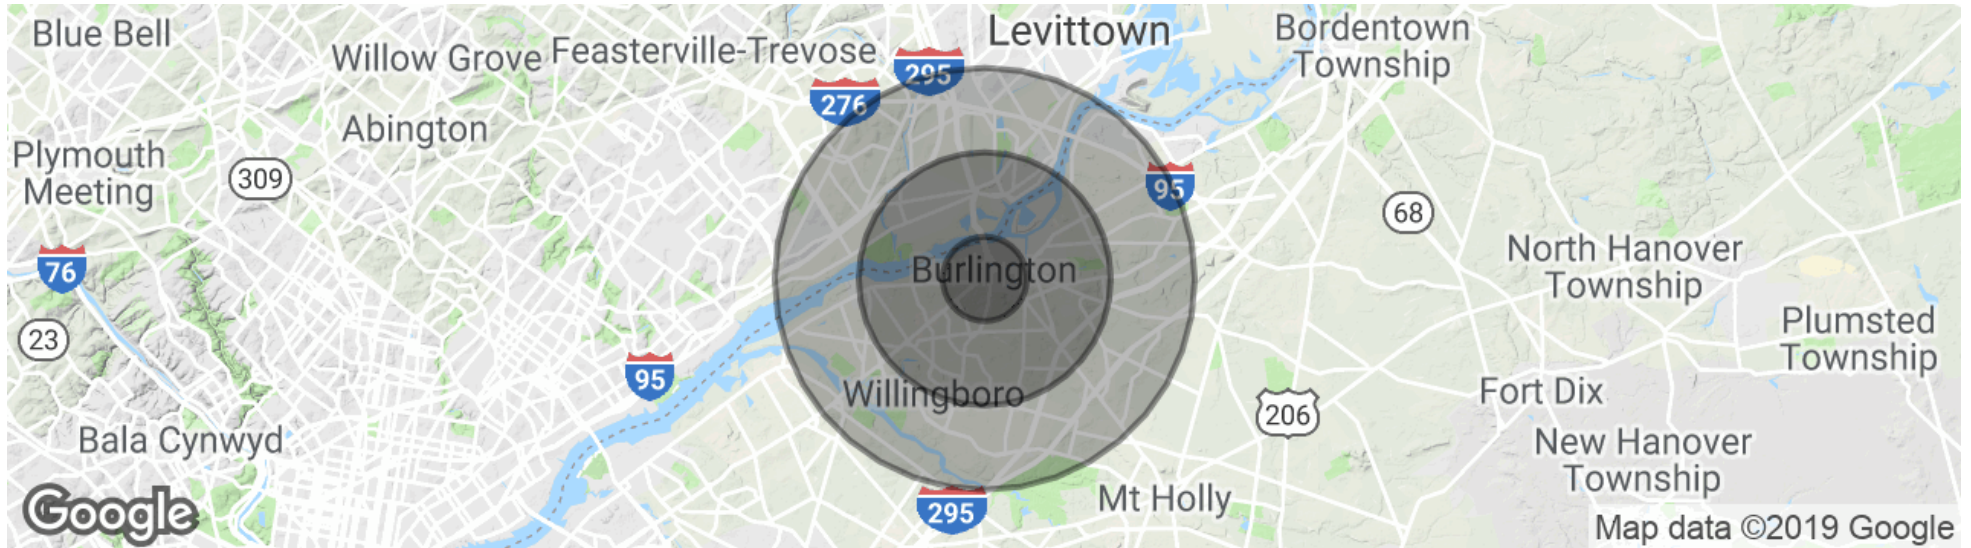 Blue Bell
Willow Grove
Feasterville-Trevose
295
Levittown
Bordentown
Township
276
Abington
Plymouth
Meeting
309
95
68
76
Burlington
North Hanover
Township
23
95
Willingboro
206
Fort Dix
Plumsted
Township
Bala Cynwyd
New Hanover
Township
Mt Holly
295
Google
Map data ©2019 Google